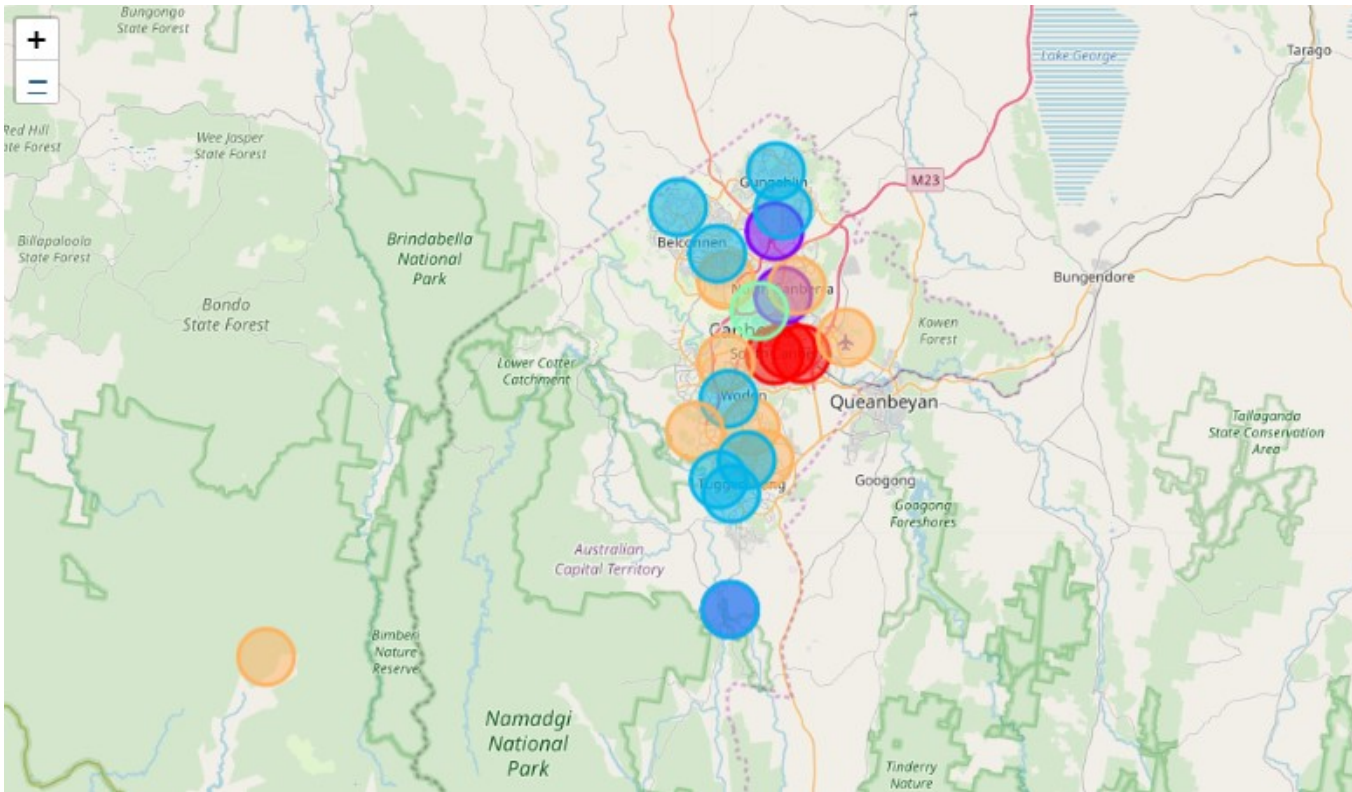 +
−
Bungongo
State Forest
Lake George
Tarago
Red Hill
Wee Jasper
State Forest
Gungahlin
M23
Billapaloola
State Forest
Brindabella
National
Park
Belconnen
Bungendore
Bondo
State Forest
Kowen
Forest
Lower Cotter
Catchment
Woden
Queanbeyan
Tallaganda
State Conservation
Area
Googong
Googong
Foreshores
Australian
Capital Territory
Bimberi
Nature
Reserve
Namadgi
National
Park
Tinderry
Nature